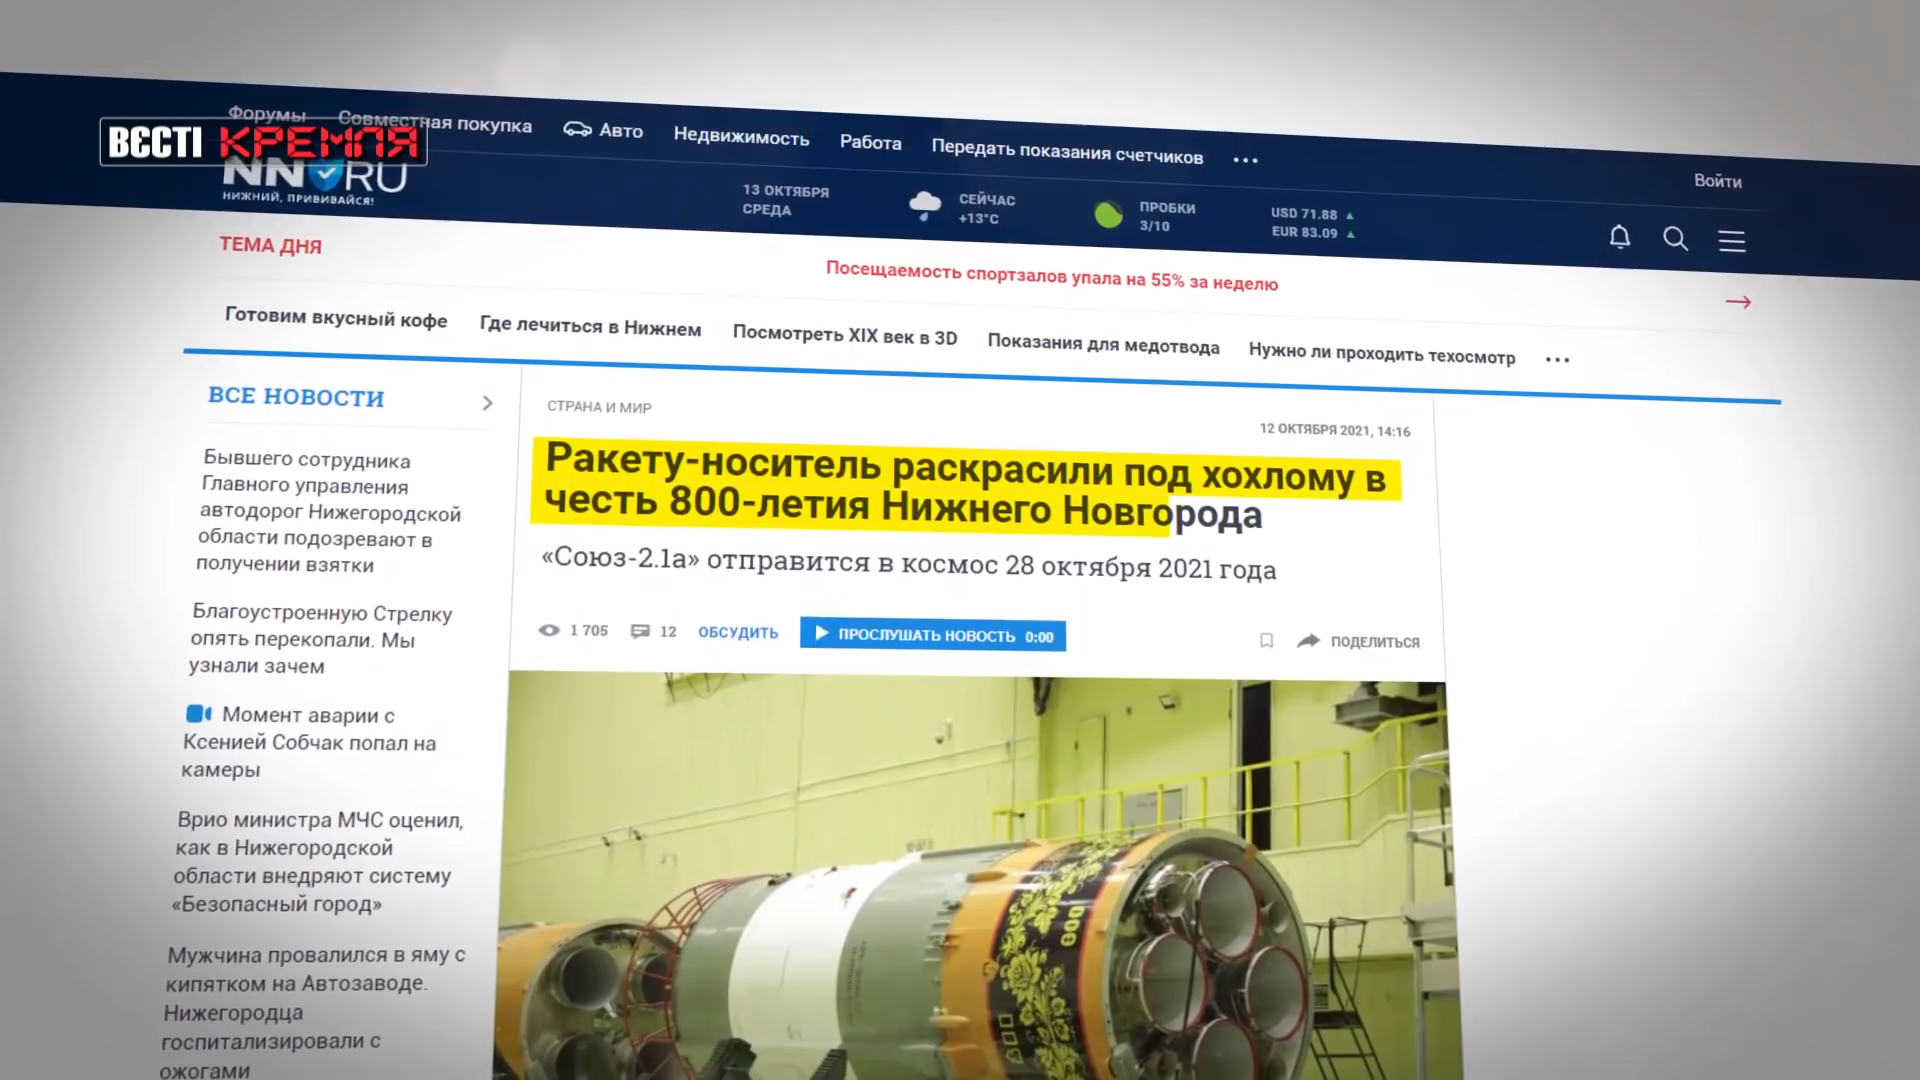 Форумы
Совместная покупка
Авто
Недвижимость
Работа
Передать показания счетчиков
Войти
ВЄСТІ КРЕМЛЯ
NN RU
НИЖНИЙ, ПРИВИВАЙСЯ!
13 ОКТЯБРЯ
СРЕДА
СЕЙЧАС
+13°C
ПРОБКИ
3/10
USD 71.88
EUR 83.09
ТЕМА ДНЯ
Посещаемость спортзалов упала на 55% за неделю
Готовим вкусный кофе
Где лечиться в Нижнем
Посмотреть XIX век в 3D
Показания для медотвода
Нужно ли проходить техосмотр
ВСЕ НОВОСТИ
Бывшего сотрудника
Главного управления
автодорог Нижегородской
области подозревают в
получении взятки
Благоустроенную Стрелку
опять перекопали. Мы
узнали зачем
Момент аварии с
Ксенией Собчак попал на
камеры
Врио министра МЧС оценил,
как в Нижегородской
области внедряют систему
«Безопасный город»
Мужчина провалился в яму с
кипятком на Автозаводе.
Нижегородца
госпитализировали с
ожогами
СТРАНА И МИР
12 ОКТЯБРЯ 2021, 14:16
Ракету-носитель раскрасили под хохлому в
честь 800-летия Нижнего Новгорода
«Союз-2.1а» отправится в космос 28 октября 2021 года
1 705
12
ОБСУДИТЬ
ПРОСЛУШАТЬ НОВОСТЬ 0:00
ПОДЕЛИТЬСЯ
800
800